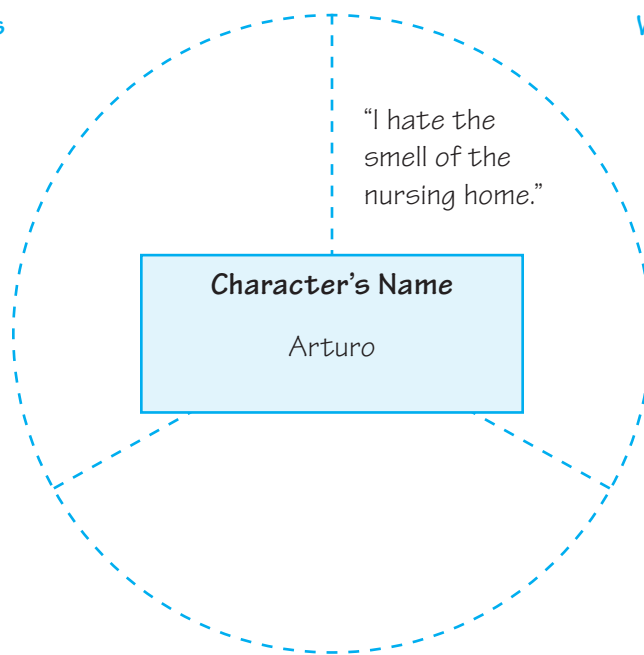 “I hate the
smell of the
nursing home.”
Character’s Name
Arturo